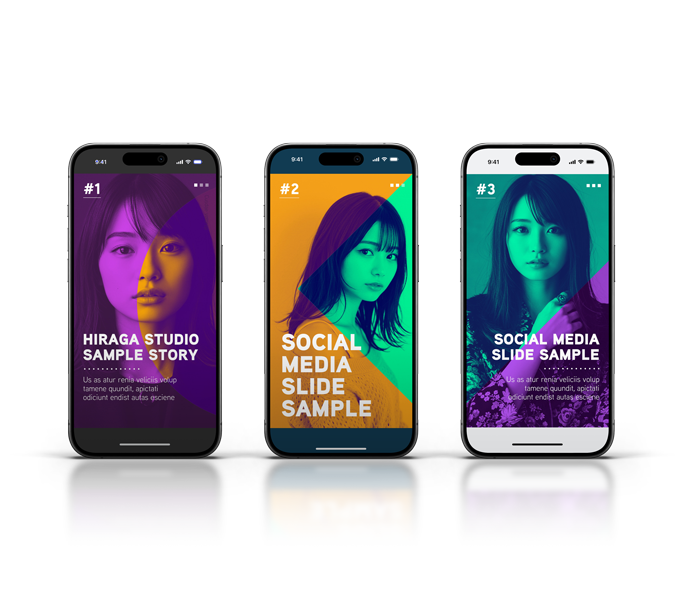 9:41
#1
HIRAGA STUDIO
SAMPLE STORY
Us as atur renia veliciis volup
tamene quundit, apictati
odiciunt endist autas esciene
9:41
#2
SOCIAL
MEDIA
SLIDE
SAMPLE
9:41
#3
SOCIAL MEDIA
SLIDE SAMPLE
Us as atur renia veliciis volup
tamene quundit, apictati
odiciunt endist autas esciene